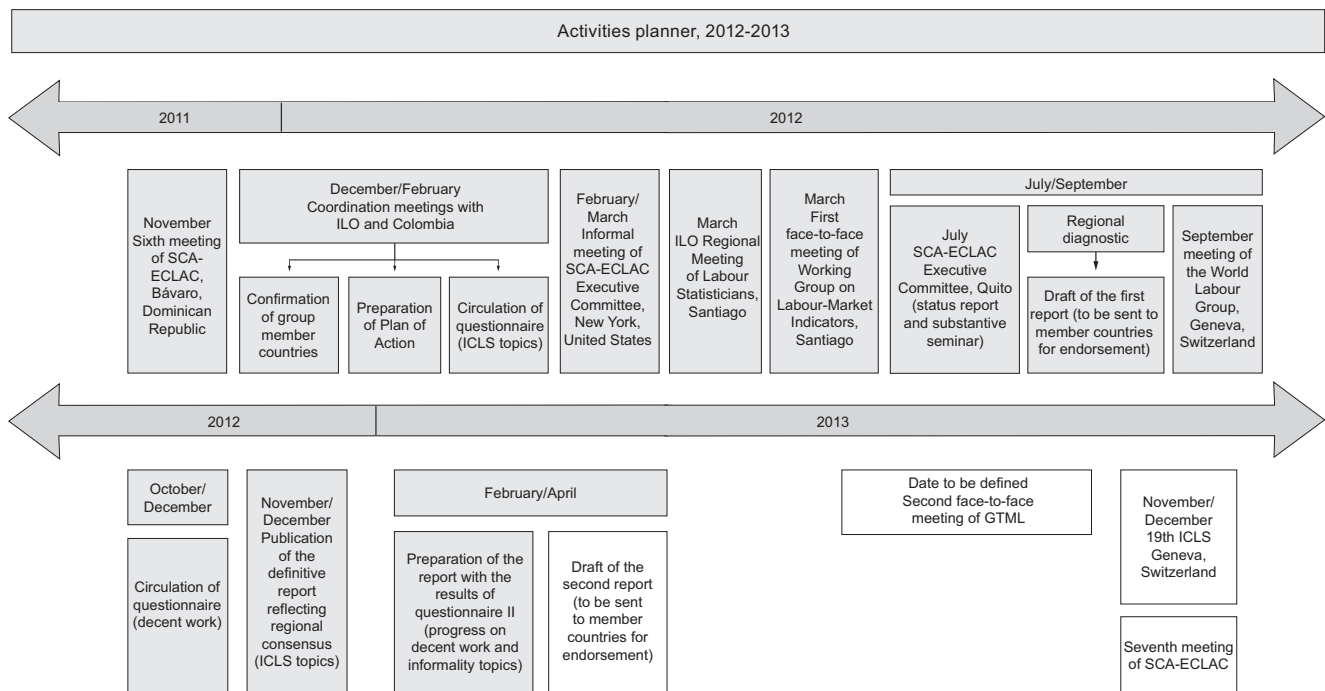 Activities planner, 2012-2013
2011
2012
November
Sixth meeting
of SCA-
ECLAC,
Bávaro,
Dominican
Republic
December/February
Coordination meetings with
ILO and Colombia
Confirmation
of group
member
countries
Preparation
of Plan of
Action
Circulation of
questionnaire
(ICLS topics)
February/
March
Informal
meeting of
SCA-ECLAC
Executive
Committee,
New York,
United States
March
ILO Regional
Meeting
of Labour
Statisticians,
Santiago
March
First
face-to-face
meeting of
Working
Group on
Labour-Market
Indicators,
Santiago
July/September
July
SCA-ECLAC
Executive
Committee, Quito
(status report
and substantive
seminar)
Regional
diagnostic
Draft of the first
report (to be sent to
member countries
for endorsement)
September
meeting of
the World
Labour
Group,
Geneva,
Switzerland
2012
2013
October/
December
Circulation of
questionnaire
(decent work)
November/
December
Publication
of the
definitive
report
reflecting
regional
consensus
(ICLS topics)
February/April
Preparation of the
report with the
results of
questionnaire II
(progress on
decent work and
informality topics)
Draft of the
second report
(to be sent
to member
countries for
endorsement)
Date to be defined
Second face-to-face
meeting of GTML
November/
December
19th ICLS
Geneva,
Switzerland
Seventh meeting
of SCA-ECLAC